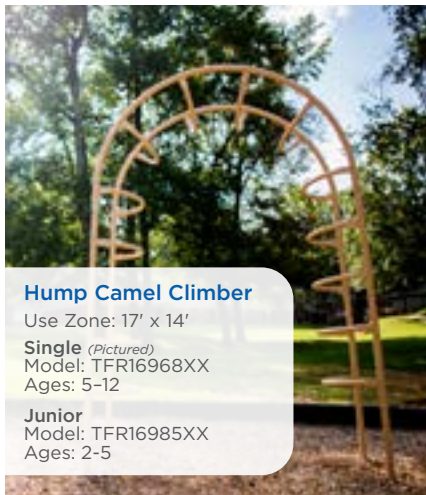 Hump Camel Climber
Use Zone: 17' x 14'
Single (Pictured)
Model: TFR16968XX
Ages: 5–12
Junior
Model: TFR16985XX
Ages: 2-5